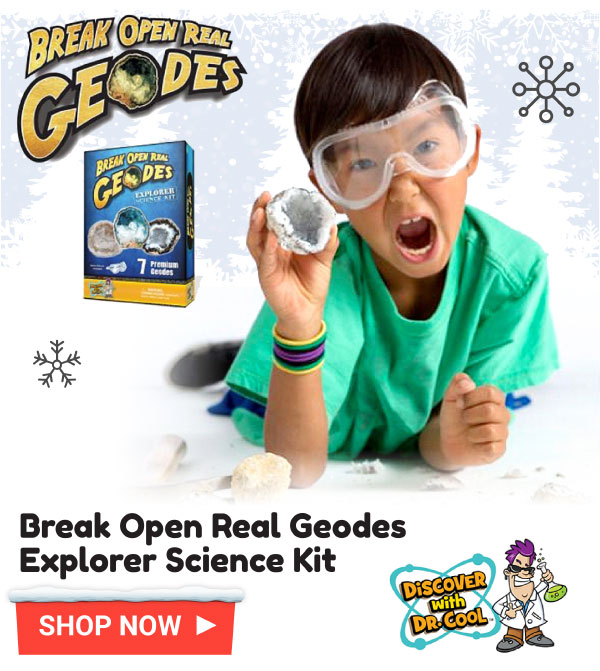 BREAK OPEN REAL
GEODES
BREAK OPEN REAL
GEODES
EXPLORER
SCIENCE KIT
7 Premium
Geodes
Break Open Real Geodes
Explorer Science Kit
SHOP NOW
DiSCOVER
with
DR. COOL